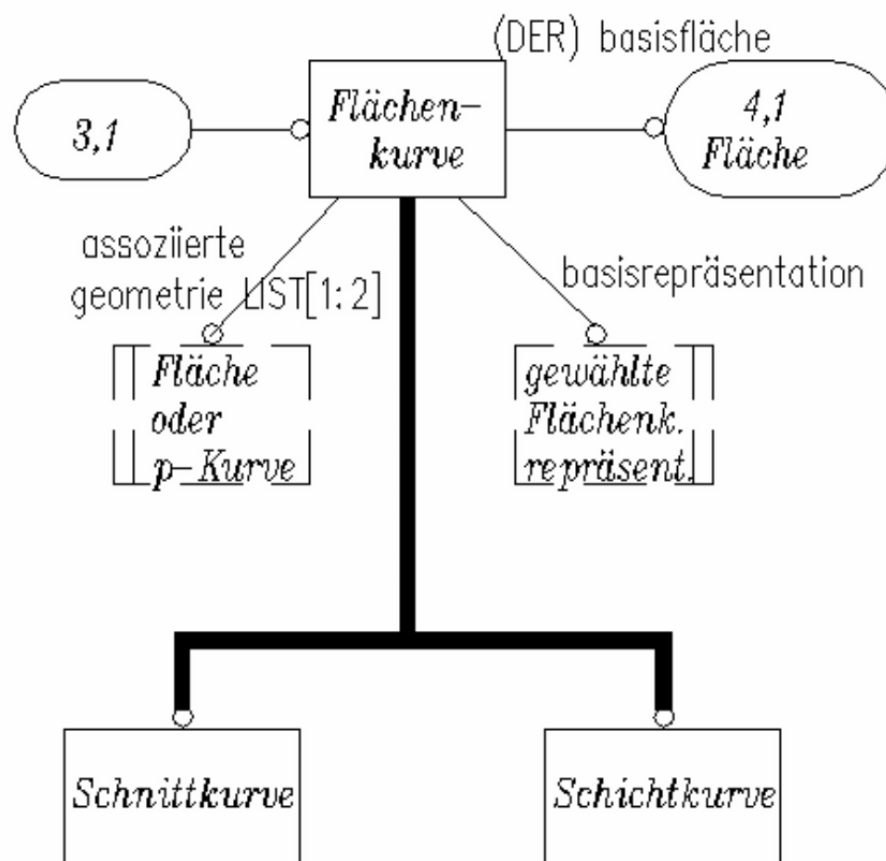 (DER) basisfläche
3,1
Flächen-
kurve
4,1
Fläche
assoziierte
geometrie LIST[1:2]
basisrepräsentation
Fläche
oder
p-Kurve
gewählte
Flächenk.
repräsent.
Schnittkurve
Schichtkurve